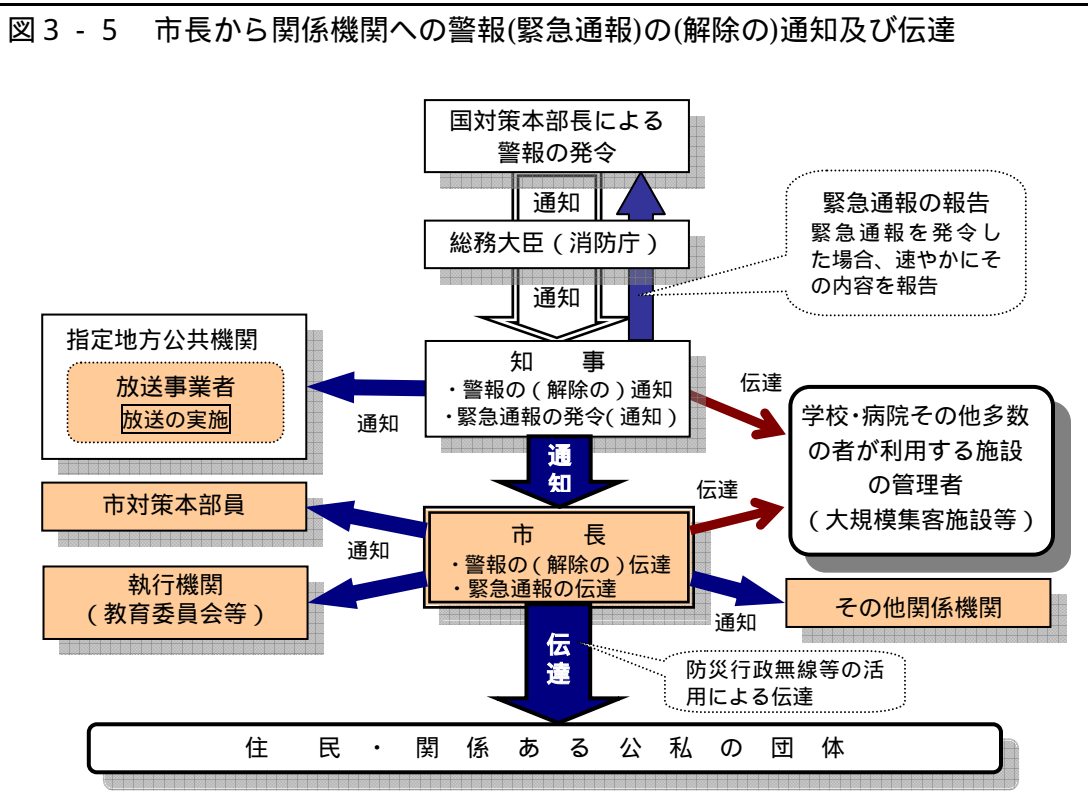 図３－５　市長から関係機関への警報(緊急通報)の(解除の)通知及び伝達
国対策本部長による
警報の発令
通知
総務大臣（消防庁）
通知
緊急通報の報告
緊急通報を発令し
た場合、速やかにそ
の内容を報告
指定地方公共機関
放送事業者
放送の実施
通知
知　事
・警報の（解除の）通知
・緊急通報の発令（通知）
伝達
学校・病院その他多数
の者が利用する施設
の管理者
（大規模集客施設等）
通知
伝達
市対策本部員
通知
執行機関
（教育委員会等）
市　長
・警報の（解除の）伝達
・緊急通報の伝達
通知
その他関係機関
伝達
防災行政無線等の活
用による伝達
住　民　・　関　係　あ　る　公　私　の　団　体